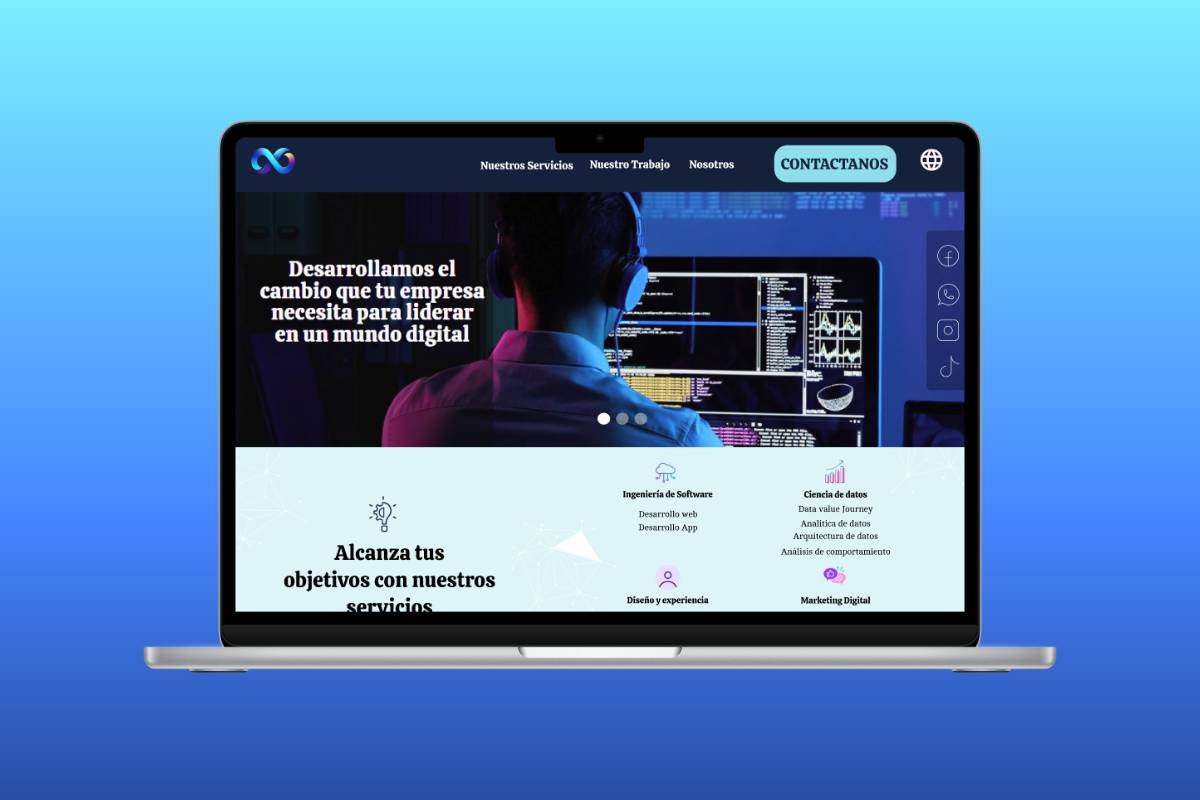 Nuestros Servicios
Nuestro Trabajo
Nosotros
CONTACTANOS
Desarrollamos el
cambio que tu empresa
necesita para liderar
en un mundo digital
Alcanza tus
objetivos con nuestros
servicios
Ingeniería de Software
Desarrollo web
Desarrollo App
Ciencia de datos
Data value Journey
Analitica de datos
Arquitectura de datos
Análisis de comportamiento
Diseño y experiencia
Marketing Digital